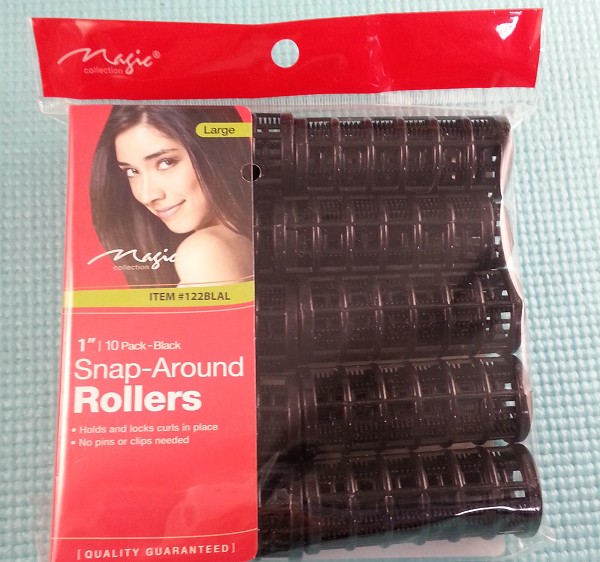 Magic®
collection
Large
Magic
collection
ITEM #122BLAL
1" | 10 Pack-Black
Snap-Around
Rollers
• Holds and locks curls in place
• No pins or clips needed
[ QUALITY GUARANTEED ]